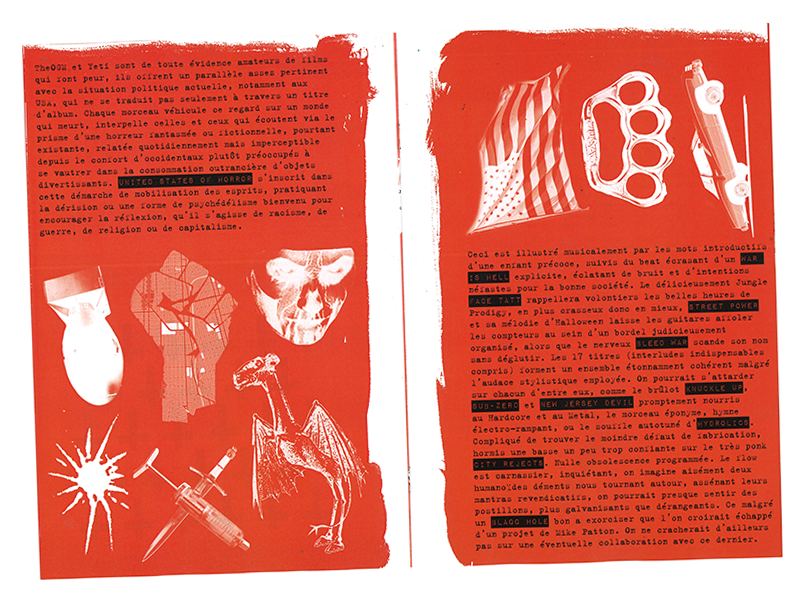 TheOGM et Yeti sont de toute évidence amateurs de films
qui font peur, ils offrent un parallèle asses pertinent
avec la situation politique actuelle, notamment aux
USA, qui ne se traduit pas seulement à travers un titre
d'album. Chaque morceau véhicule ce regard sur un monde
qui meurt, interpelle celles et ceux qui écoutent via le
prisme d'une horreur fantasmée ou fictionnelle, pourtant
existante, relatée quotidiennement mais imperceptible
depuis le confort d'occidentaux plutôt préoccupés à
se vautrer dans la consommation outrancière d'objets
divertissants. UNITED STATES OF HORROR s'inscrit dans
cette démarche de mobilisation des esprits, pratiquant
la dérision ou une forme de psychédélisme bienvenu pour
encourager la réflexion, qu'il s'agisse de racisme, de
guerre, de religion ou de capitalisme.
Ceci est illustré musicalement par les mots introductifs
d'une enfant précoce, suivis du beat écrasant d'un WAR
IS HELL explicite, éclatant de bruit et d'intentions
néfastes pour la bonne société. Le délicieusement Jungle
FACE TATT rappellera volontiers les belles heures de
Prodigy, en plus crasseux donc en mieux, STREET POWER
et sa mélodie d'Halloween laisse les guitares affoler
les compteurs au sein d'un bordel judicieusement
organisé, alors que le nerveux BLEED WAR scande son nom
sans déglutir. Les 17 titres (interludes indispensables
compris) forment un ensemble étonnamment cohérent malgré
l'audace stylistique employée. On pourrait s'attarder
sur chacun d'entre eux, comme le brûlot KNUCKLE UP,
SUB-ZERO et NEW JERSEY DEVIL promptement nourris
au Hardcore et au Metal, le morceau éponyme, hymne
électro-rampant, ou le souffle autotuné d'HYDROLICS.
Compliqué de trouver le moindre défaut de fabrication,
hormis une basse un peu trop confiante sur le très ponk
CITY REJECTS. Nulle obsolescence programmée. Le flow
est carnassier, inquiétant, on imagine aisément deux
humanoïdes déments nous tournant autour, assénant leurs
mantras revendicatifs, on pourrait presque sentir des
postillons, plus galvanisants que dérangeants. Ce malgré
un BLAGG HOLE bon a exorciser que l'on croirait échappé
d'un projet de Mike Patton. On ne cracherait d'ailleurs
pas sur une éventuelle collaboration avec ce dernier.